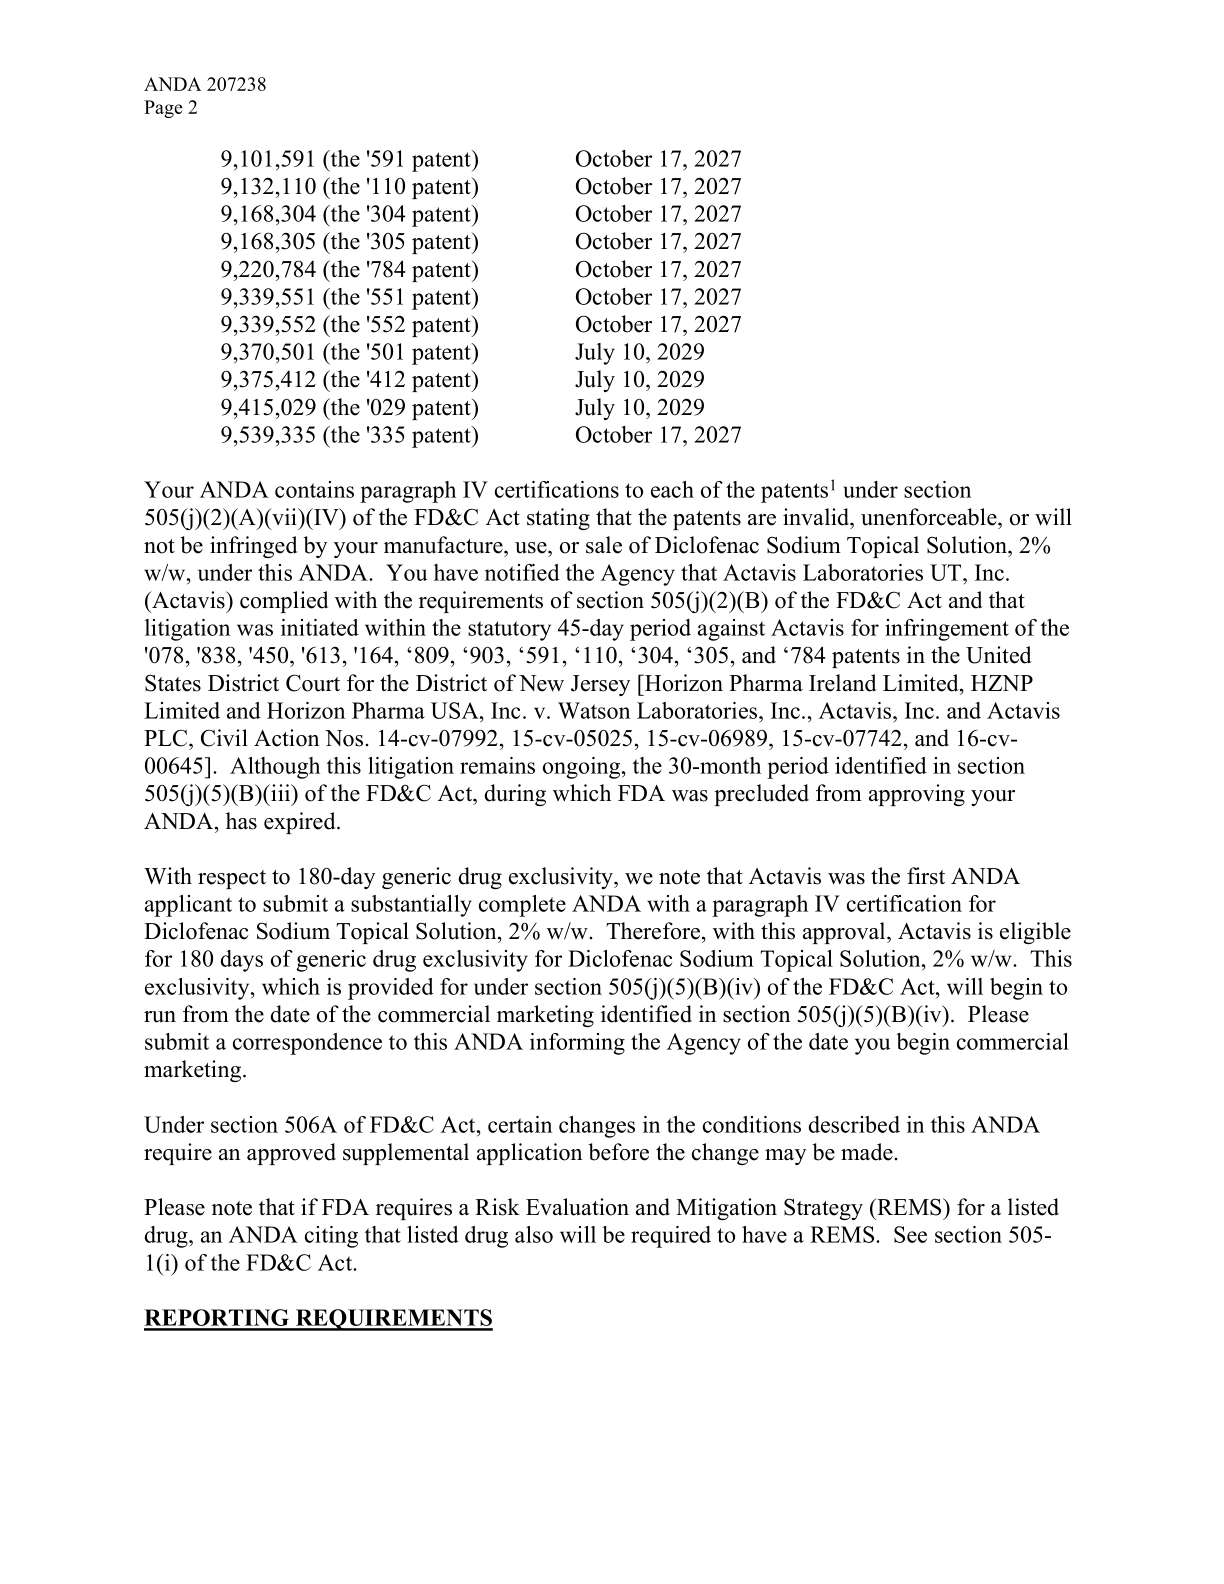 ANDA 207238
Page 2
9,101,591 (the '591 patent) October 17, 2027
9,132,110 (the '110 patent) October 17, 2027
9,168,304 (the '304 patent) October 17, 2027
9,168,305 (the '305 patent) October 17, 2027
9,220,784 (the '784 patent) October 17, 2027
9,339,551 (the '551 patent) October 17, 2027
9,339,552 (the '552 patent) October 17, 2027
9,370,501 (the '501 patent) July 10, 2029
9,375,412 (the '412 patent) July 10, 2029
9,415,029 (the '029 patent) July 10, 2029
9,539,335 (the '335 patent) October 17, 2027
Your ANDA contains paragraph IV certifications to each of the patents¹ under section
505(j)(2)(A)(vii)(IV) of the FD&C Act stating that the patents are invalid, unenforceable, or will
not be infringed by your manufacture, use, or sale of Diclofenac Sodium Topical Solution, 2%
w/w, under this ANDA.  You have notified the Agency that Actavis Laboratories UT, Inc.
(Actavis) complied with the requirements of section 505(j)(2)(B) of the FD&C Act and that
litigation was initiated within the statutory 45-day period against Actavis for infringement of the
'078, '838, '450, '613, '164, ‘809, ‘903, ‘591, ‘110, ‘304, ‘305, and ‘784 patents in the United
States District Court for the District of New Jersey [Horizon Pharma Ireland Limited, HZNP
Limited and Horizon Pharma USA, Inc. v. Watson Laboratories, Inc., Actavis, Inc. and Actavis
PLC, Civil Action Nos. 14-cv-07992, 15-cv-05025, 15-cv-06989, 15-cv-07742, and 16-cv-
00645].  Although this litigation remains ongoing, the 30-month period identified in section
505(j)(5)(B)(iii) of the FD&C Act, during which FDA was precluded from approving your
ANDA, has expired.
With respect to 180-day generic drug exclusivity, we note that Actavis was the first ANDA
applicant to submit a substantially complete ANDA with a paragraph IV certification for
Diclofenac Sodium Topical Solution, 2% w/w.  Therefore, with this approval, Actavis is eligible
for 180 days of generic drug exclusivity for Diclofenac Sodium Topical Solution, 2% w/w.  This
exclusivity, which is provided for under section 505(j)(5)(B)(iv) of the FD&C Act, will begin to
run from the date of the commercial marketing identified in section 505(j)(5)(B)(iv).  Please
submit a correspondence to this ANDA informing the Agency of the date you begin commercial
marketing.
Under section 506A of FD&C Act, certain changes in the conditions described in this ANDA
require an approved supplemental application before the change may be made.
Please note that if FDA requires a Risk Evaluation and Mitigation Strategy (REMS) for a listed
drug, an ANDA citing that listed drug also will be required to have a REMS.  See section 505-
1(i) of the FD&C Act.
REPORTING REQUIREMENTS